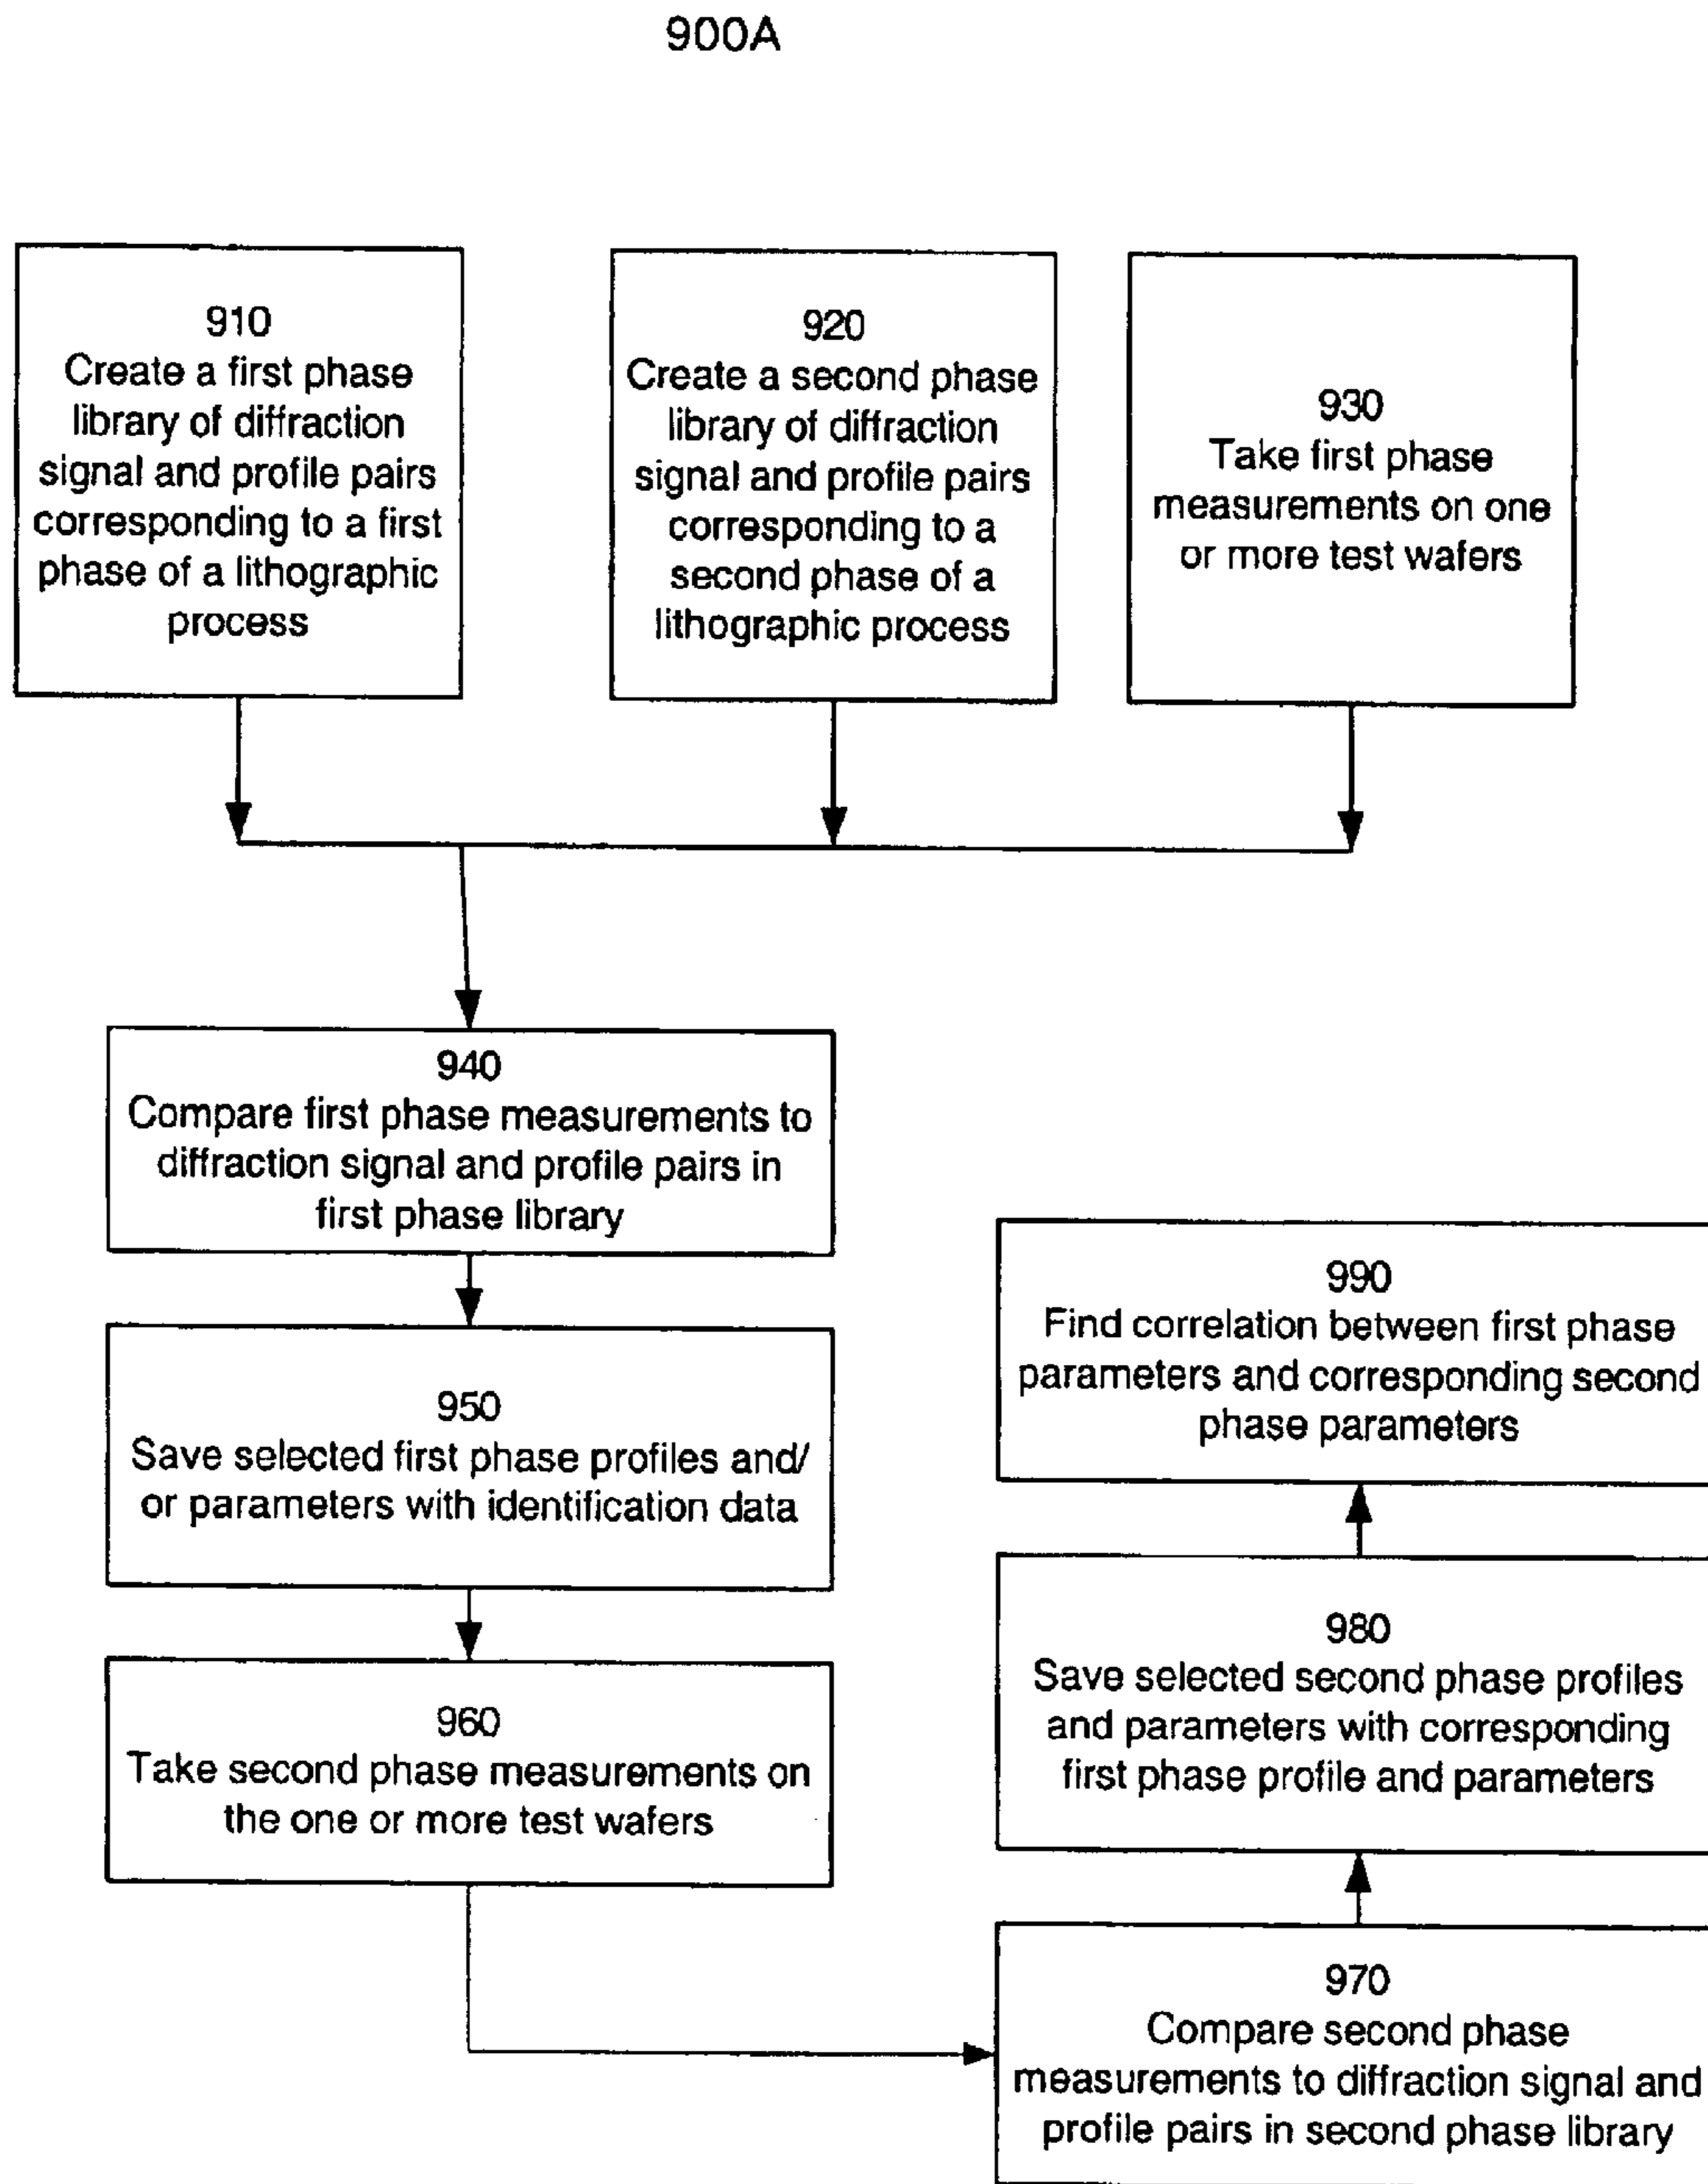 900A
910
Create a first phase
library of diffraction
signal and profile pairs
corresponding to a first
phase of a lithographic
process
920
Create a second phase
library of diffraction
signal and profile pairs
corresponding to a
second phase of a
lithographic process
930
Take first phase
measurements on one
or more test wafers
940
Compare first phase measurements to
diffraction signal and profile pairs in
first phase library
950
Save selected first phase profiles and/
or parameters with identification data
960
Take second phase measurements on
the one or more test wafers
970
Compare second phase
measurements to diffraction signal and
profile pairs in second phase library
980
Save selected second phase profiles
and parameters with corresponding
first phase profile and parameters
990
Find correlation between first phase
parameters and corresponding second
phase parameters